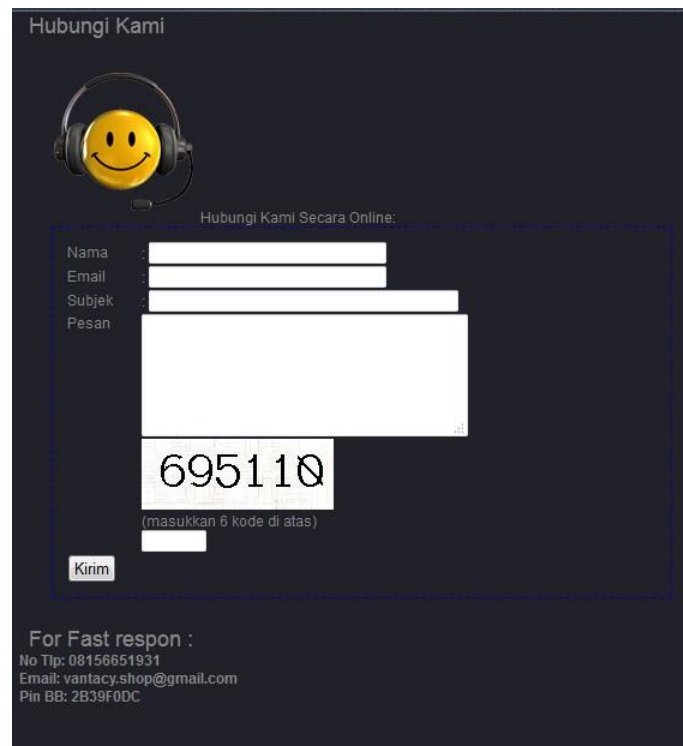 Hubungi Kami
Hubungi Kami Secara Online:
Nama :
Email :
Subjek :
Pesan
695110
(masukkan 6 kode di atas)
Kirim
For Fast respon :
No Tlp: 08156651931
Email: vantacy.shop@gmail.com
Pin BB: 2B39F0DC